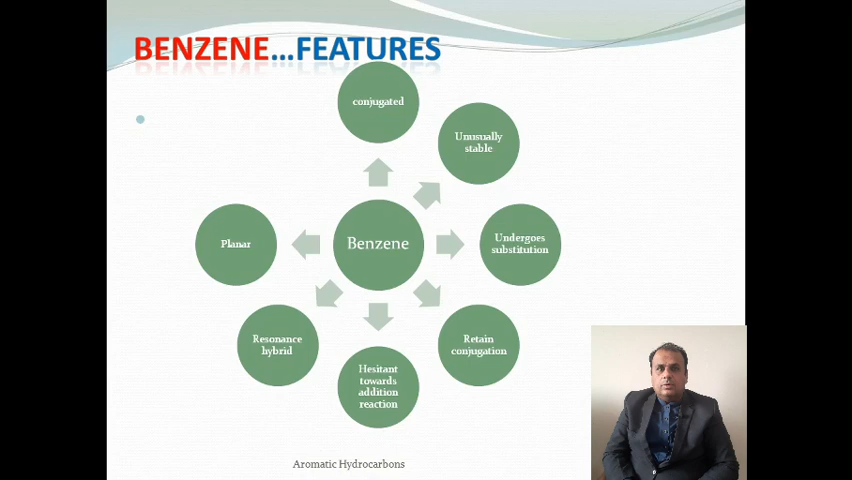 BENZENE...FEATURES
conjugated
Unusually
stable
Undergoes
substitution
Retain
conjugation
Hesitant
towards
addition
reaction
Resonance
hybrid
Planar
Benzene
Aromatic Hydrocarbons